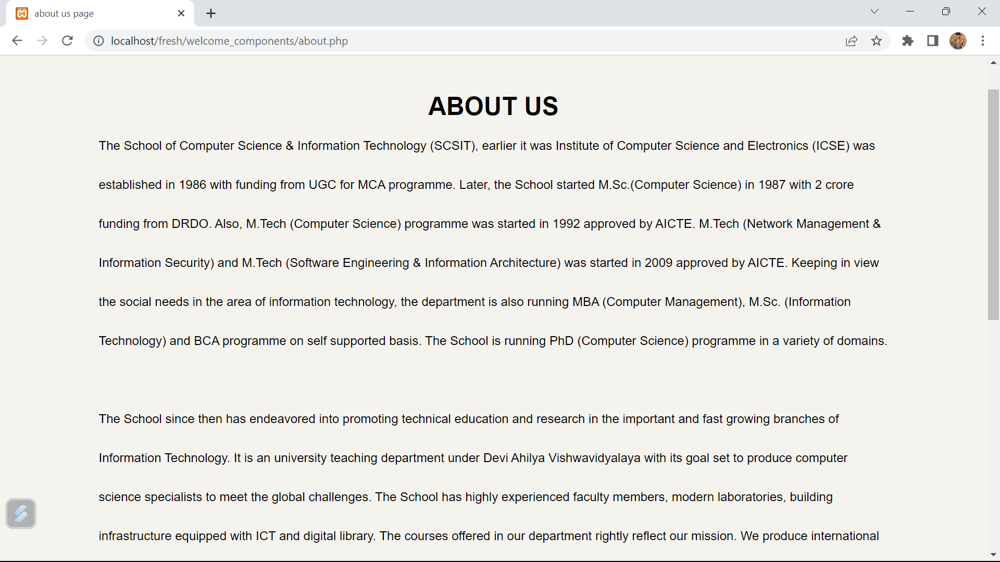 about us page
localhost/fresh/welcome_components/about.php
ABOUT US
The School of Computer Science & Information Technology (SCSIT), earlier it was Institute of Computer Science and Electronics (ICSE) was
established in 1986 with funding from UGC for MCA programme. Later, the School started M.Sc.(Computer Science) in 1987 with 2 crore
funding from DRDO. Also, M.Tech (Computer Science) programme was started in 1992 approved by AICTE. M.Tech (Network Management &
Information Security) and M.Tech (Software Engineering & Information Architecture) was started in 2009 approved by AICTE. Keeping in view
the social needs in the area of information technology, the department is also running MBA (Computer Management), M.Sc. (Information
Technology) and BCA programme on self supported basis. The School is running PhD (Computer Science) programme in a variety of domains.
The School since then has endeavored into promoting technical education and research in the important and fast growing branches of
Information Technology. It is an university teaching department under Devi Ahilya Vishwavidyalaya with its goal set to produce computer
science specialists to meet the global challenges. The School has highly experienced faculty members, modern laboratories, building
infrastructure equipped with ICT and digital library. The courses offered in our department rightly reflect our mission. We produce international